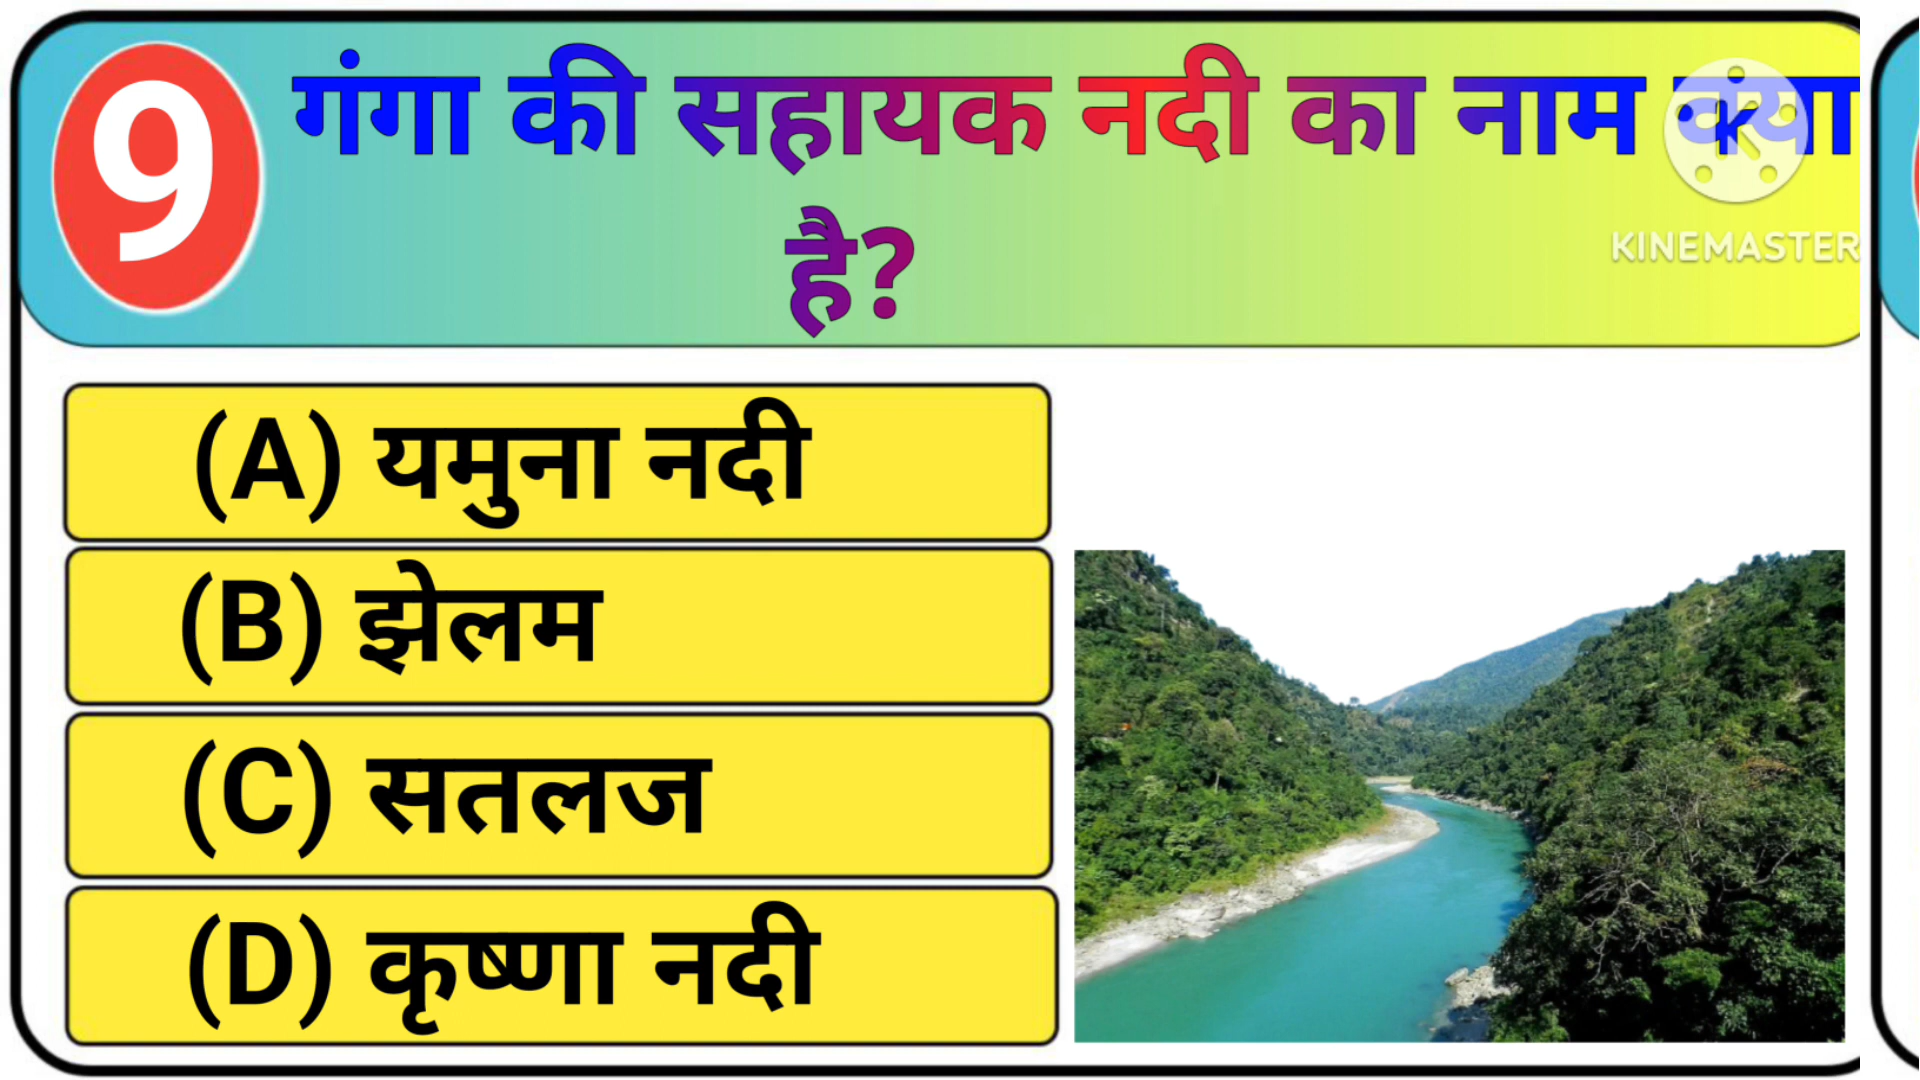 9
गंगा की सहायक नदी का नाम क्या
है?
KINEMASTER
(A) यमुना नदी
(B) झेलम
(C) सतलज
(D) कृष्णा नदी